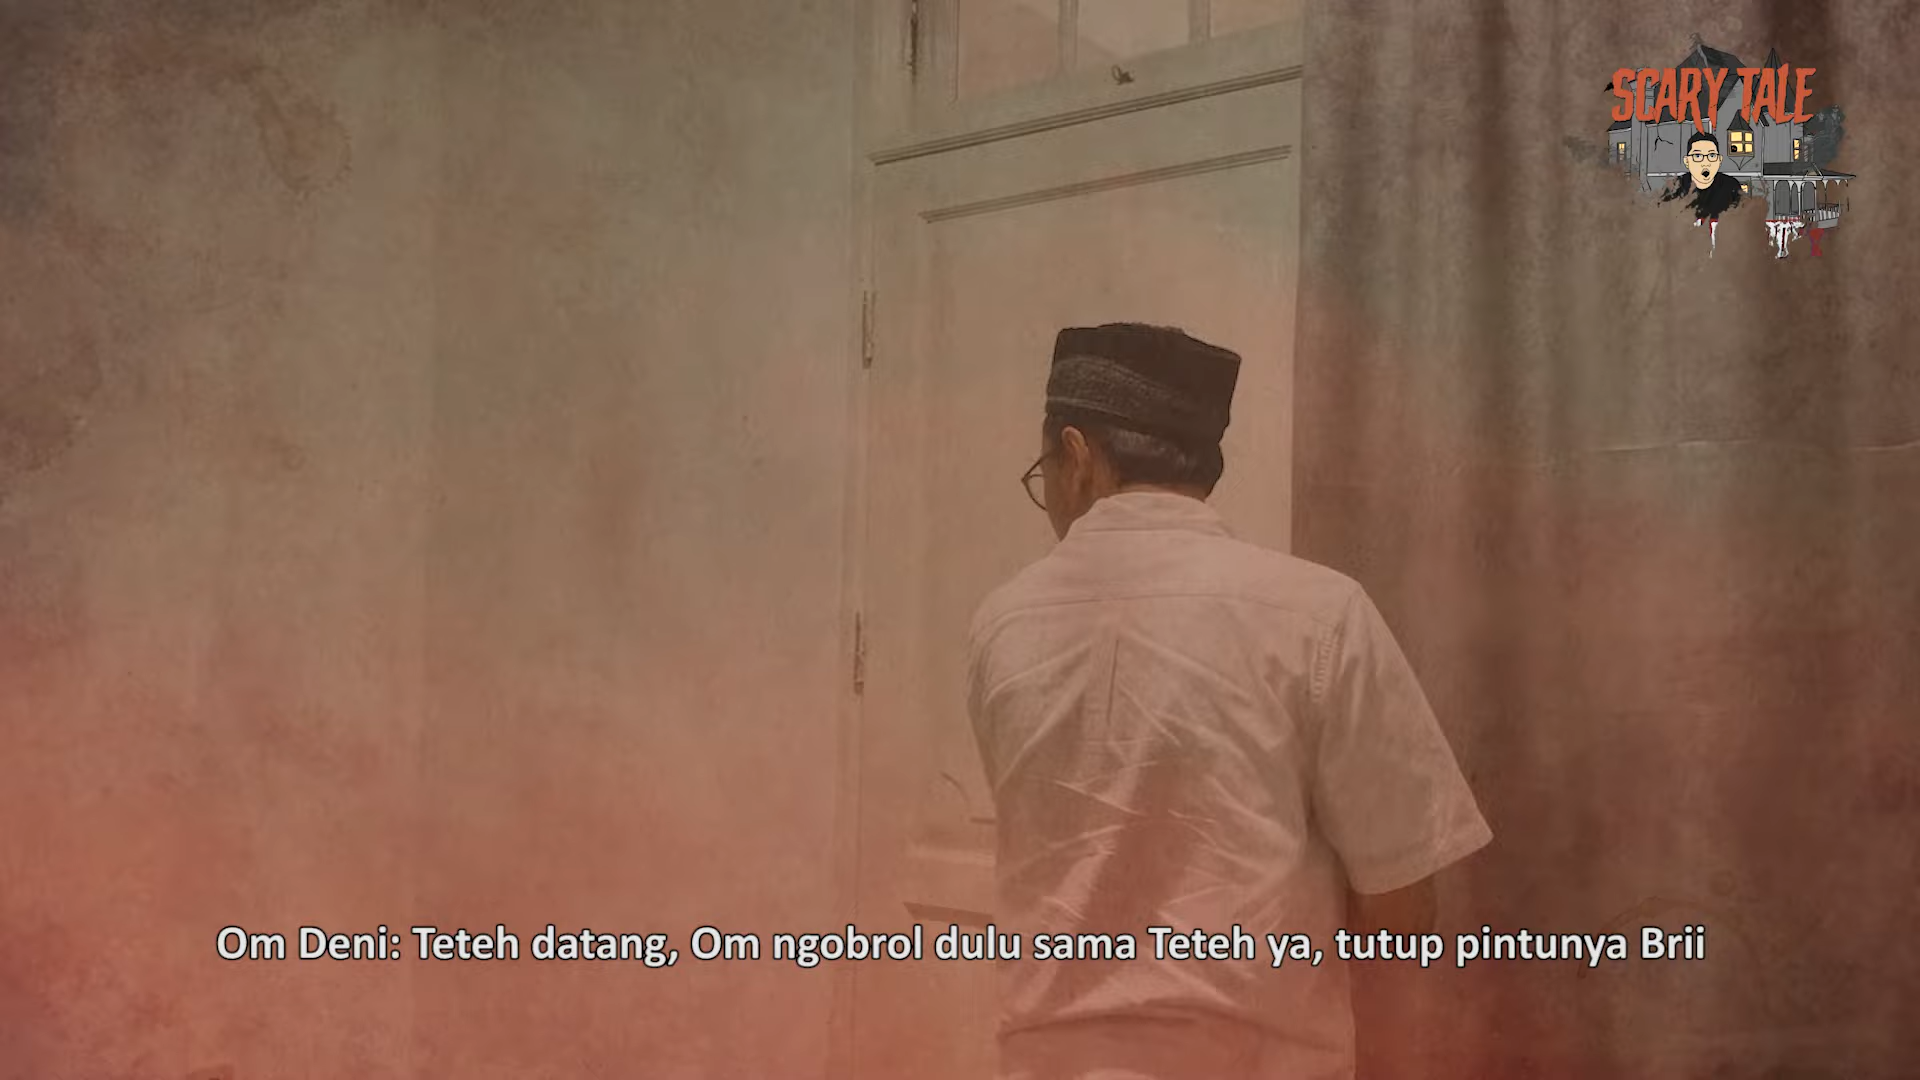 SCARY TALE
Om Deni: Teteh datang, Om ngobrol dulu sama Teteh ya, tutup pintunya Brii